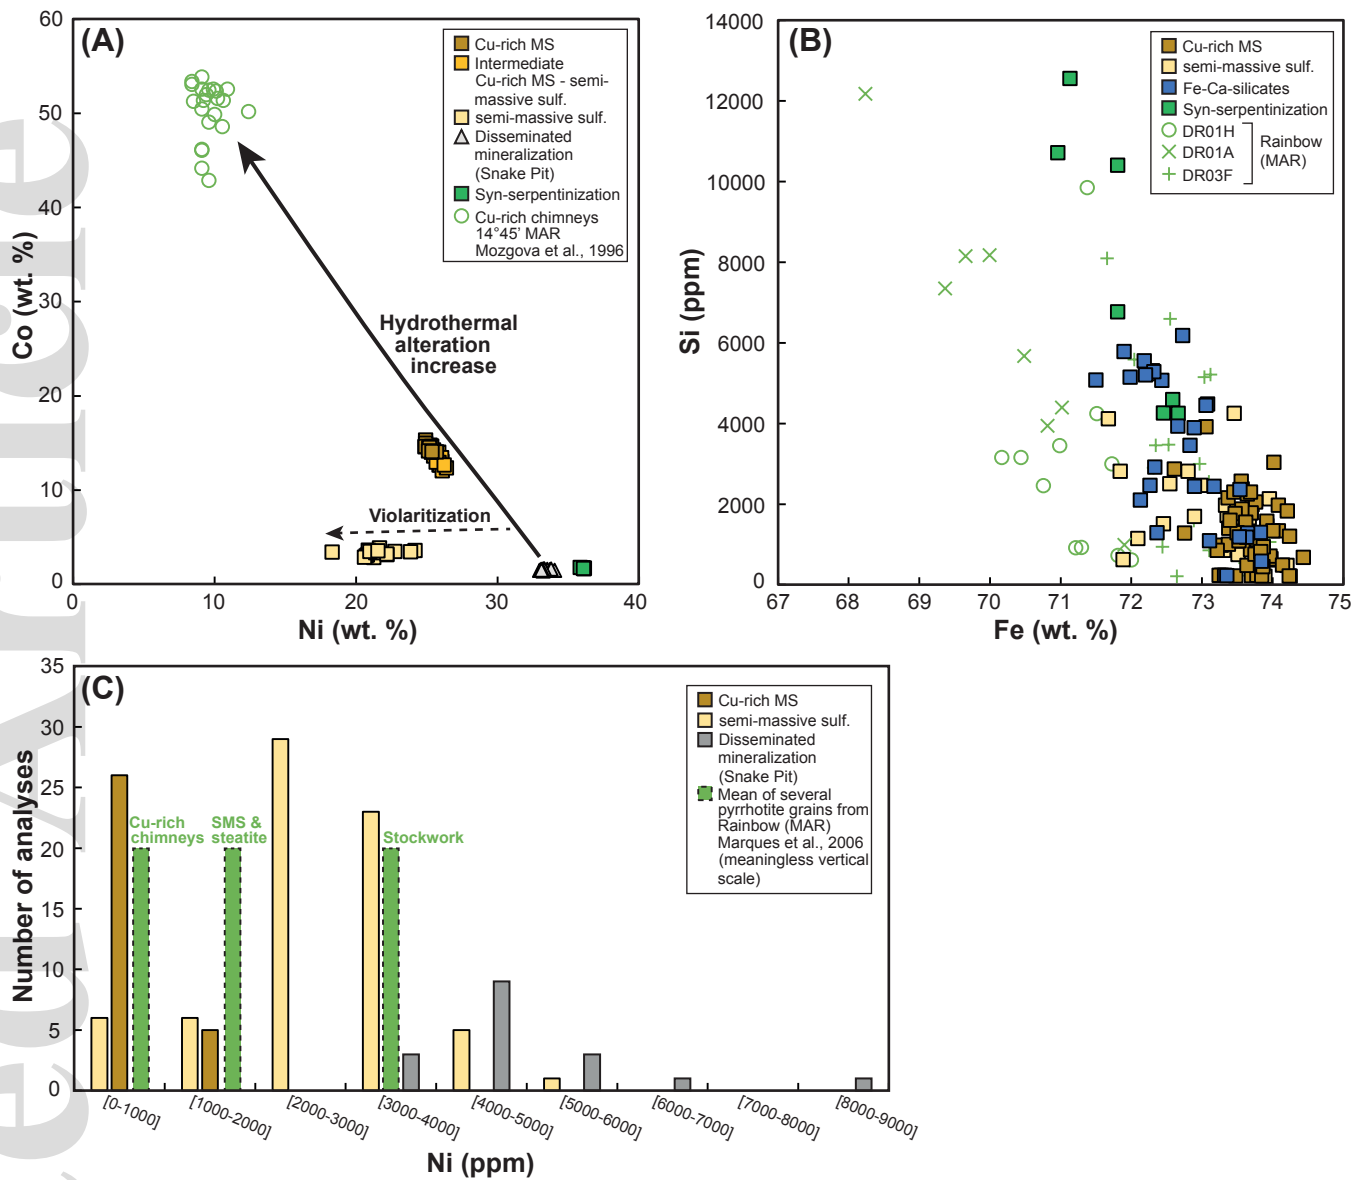 (A)
60
50
40
30
20
10
0
Co (wt. %)
0
10
20
30
40
Ni (wt. %)
Cu-rich MS
Intermediate
Cu-rich MS - semi-
massive sulf.
semi-massive sulf.
Disseminated
mineralization
(Snake Pit)
Syn-serpentinization
Cu-rich chimneys
14°45' MAR
Mozgova et al., 1996
Hydrothermal
alteration
increase
Violaritization
(B)
14000
12000
10000
8000
6000
4000
2000
0
Si (ppm)
67
68
69
70
71
72
73
74
75
Fe (wt. %)
Cu-rich MS
semi-massive sulf.
Fe-Ca-silicates
Syn-serpentinization
DR01H
DR01A
DR03F
Rainbow
(MAR)
(C)
35
30
25
20
15
10
5
0
Number of analyses
Cu-rich
chimneys
SMS &
steatite
Stockwork
Cu-rich MS
semi-massive sulf.
Disseminated
mineralization
(Snake Pit)
Mean of several
pyrrhotite grains from
Rainbow (MAR)
Marques et al., 2006
(meaningless vertical
scale)
[0-1000]
[1000-2000]
[2000-3000]
[3000-4000]
[4000-5000]
[5000-6000]
[6000-7000]
[7000-8000]
[8000-9000]
Ni (ppm)